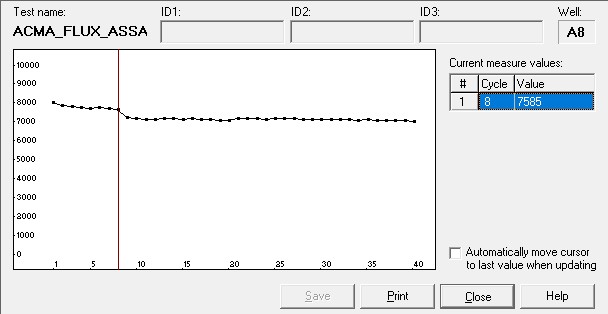 Test name: ID1: ID2: ID3: Well:
ACMA_FLUX_ASSA A8
Current measure values:
# Cycle Value
1 8 7585
10000
9000
8000
7000
6000
5000
4000
3000
2000
1000
0
1 5 10 15 20 25 30 35 40
Automatically move cursor
to last value when updating
Save Print Close Help